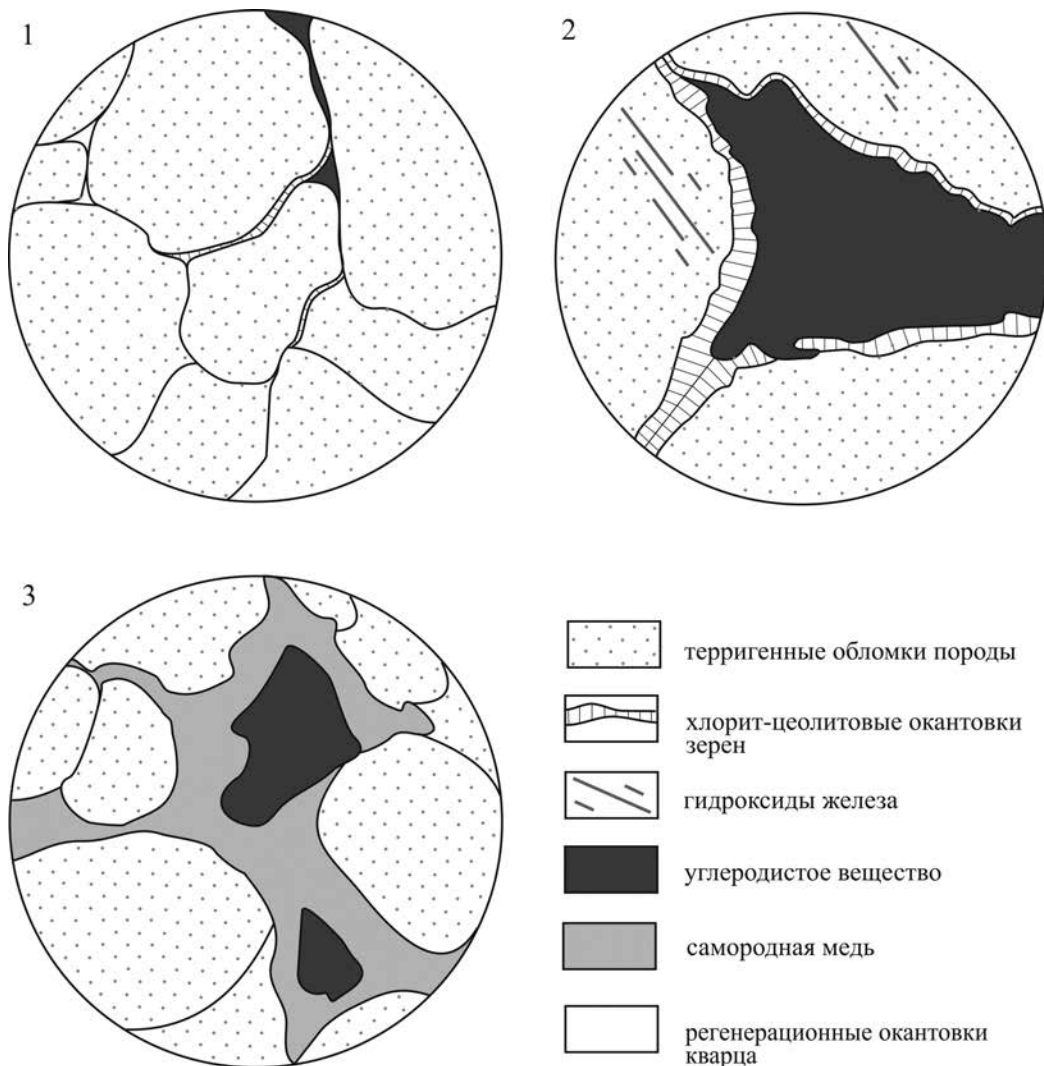 1
2
3
терригенные обломки породы
хлорит-цеолитовые окантовки
зерен
гидроксиды железа
углеродистое вещество
самородная медь
регенерационные окантовки
кварца